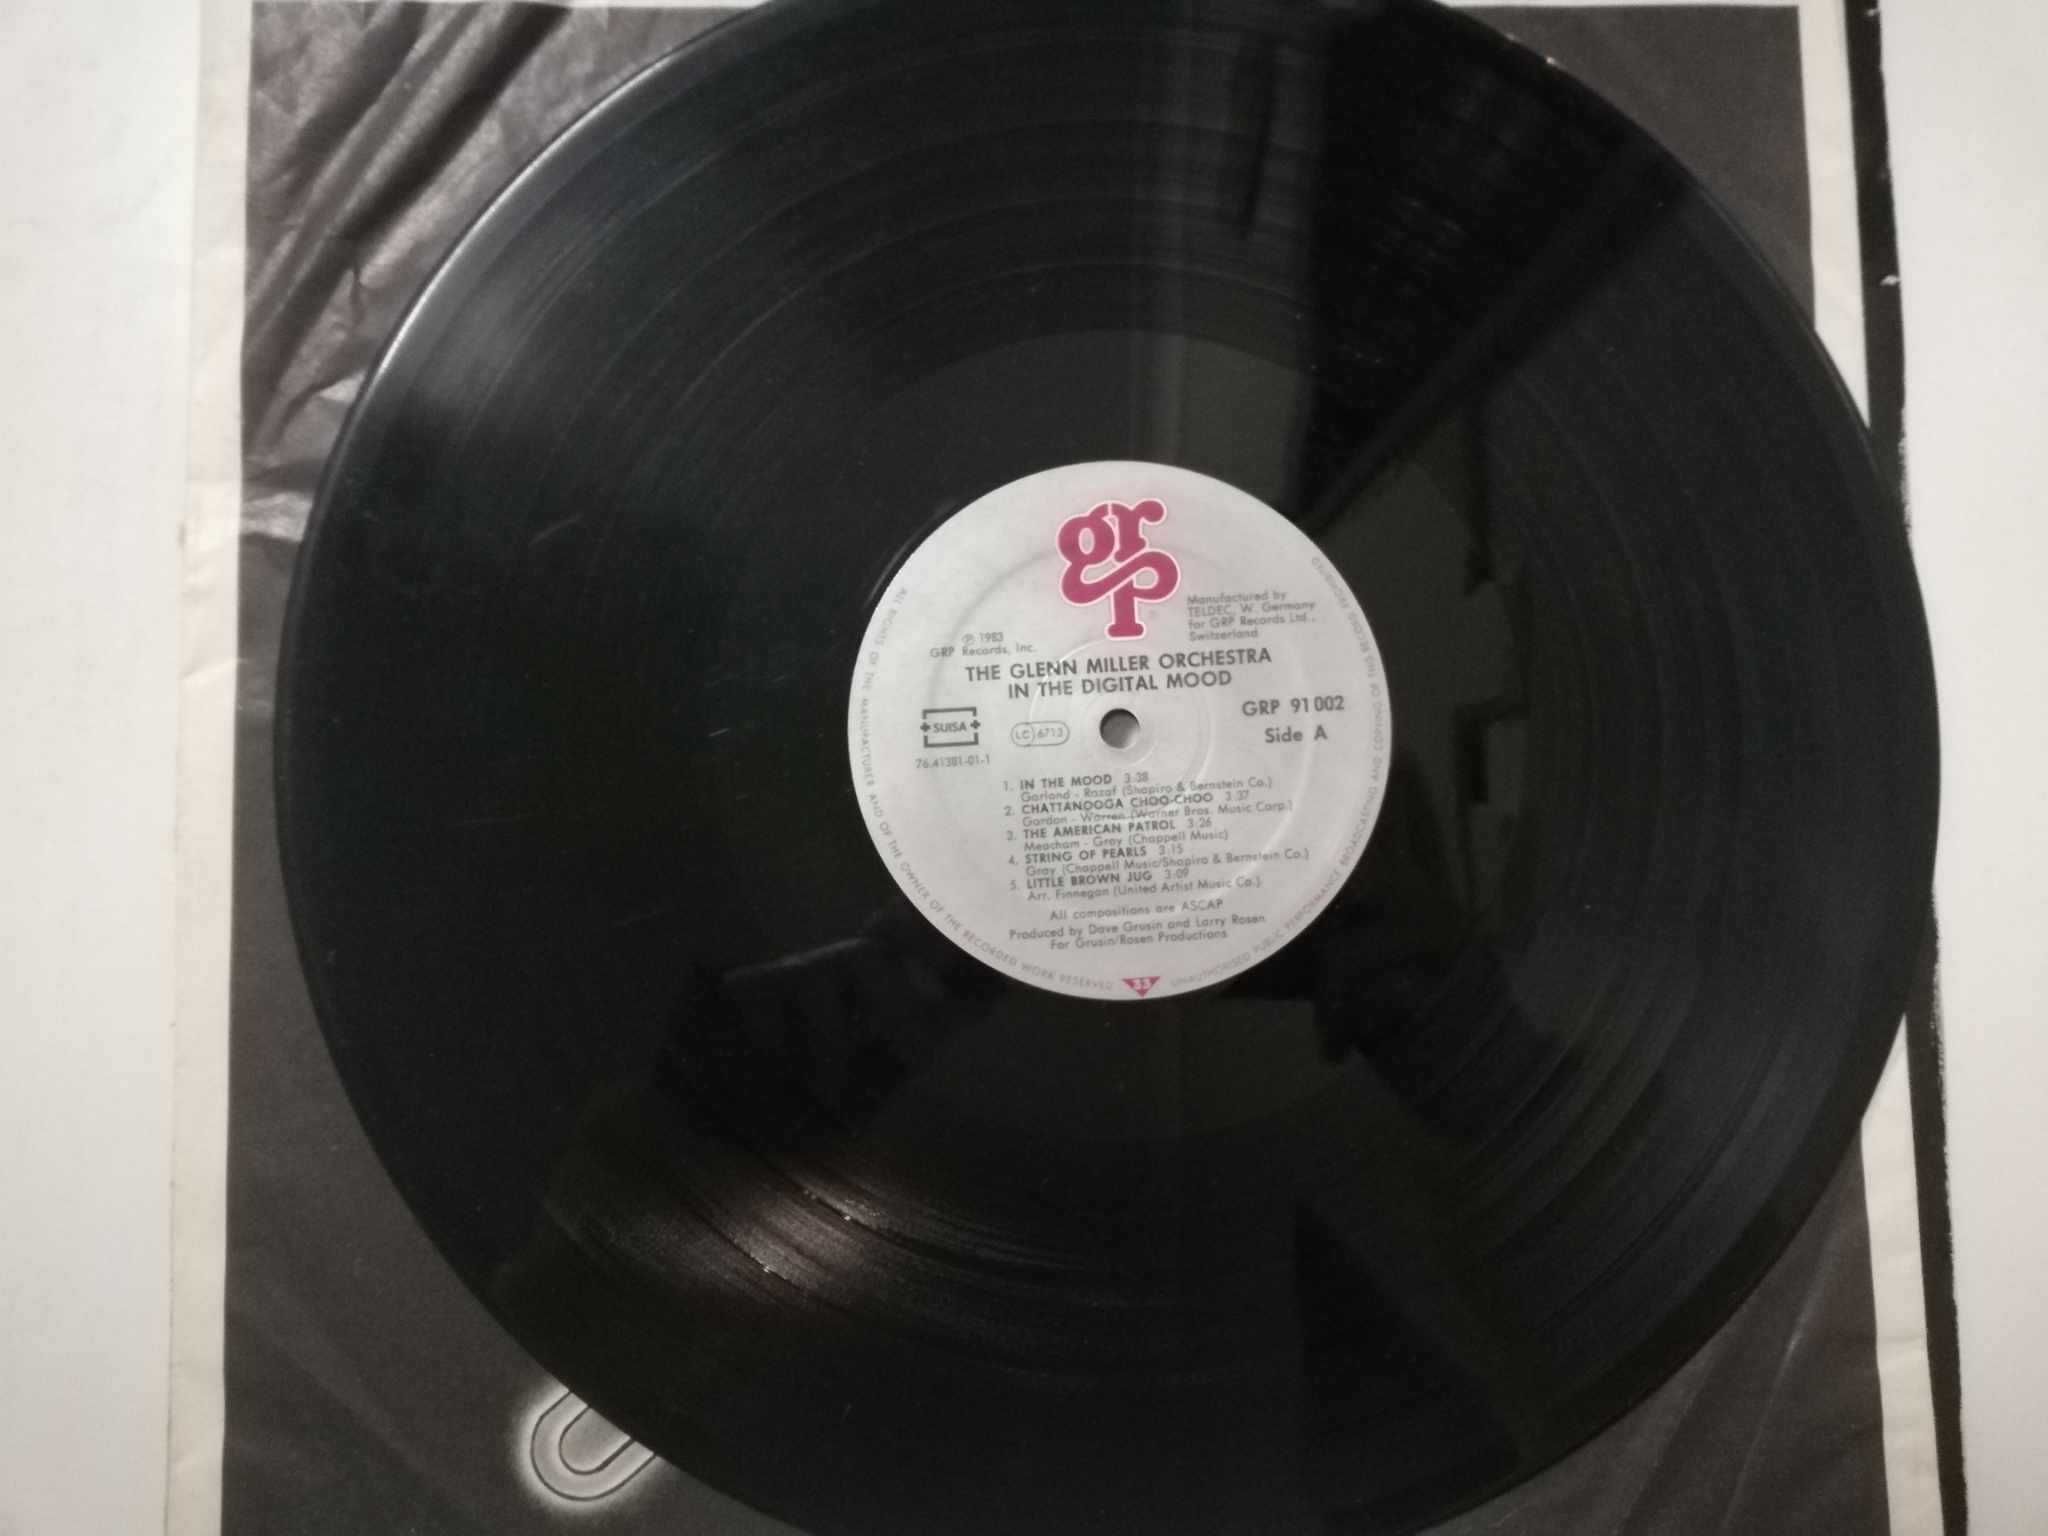 grp
Manufactured by
TELDEC, W. Germany
for GRP Records Ltd.,
Switzerland
℗ 1983
GRP Records, Inc.
THE GLENN MILLER ORCHESTRA
IN THE DIGITAL MOOD
SUISA
LC 6713
GRP 91 002
Side A
76.41381-01-1
1. IN THE MOOD 3:38
Garland - Razaf (Shapiro & Bernstein Co.)
2. CHATTANOOGA CHOO-CHOO 3:37
Gordon - Warren (Warner Bros. Music Corp.)
3. THE AMERICAN PATROL 3:26
Meacham - Gray (Chappell Music)
4. STRING OF PEARLS 3:15
Gray (Chappell Music/Shapiro & Bernstein Co.)
5. LITTLE BROWN JUG 3:09
Arr. Finnegan (United Artist Music Co.)
All compositions are ASCAP
Produced by Dave Grusin and Larry Rosen
For Grusin/Rosen Productions
ALL RIGHTS OF THE MANUFACTURER AND OF THE OWNER OF THE RECORDED WORK RESERVED
33
UNAUTHORISED PUBLIC PERFORMANCE BROADCASTING AND COPYING OF THIS RECORD PROHIBITED